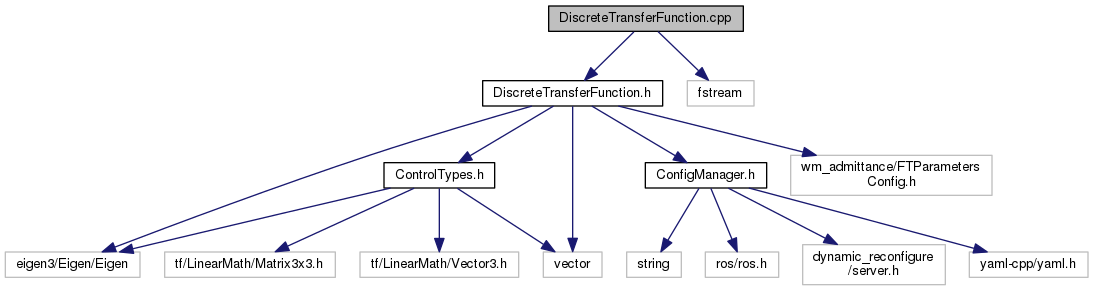 DiscreteTransferFunction.cpp
DiscreteTransferFunction.h
fstream
ControlTypes.h
ConfigManager.h
wm_admittance/FTParameters
Config.h
eigen3/Eigen/Eigen
tf/LinearMath/Matrix3x3.h
tf/LinearMath/Vector3.h
vector
string
ros/ros.h
dynamic_reconfigure
/server.h
yaml-cpp/yaml.h